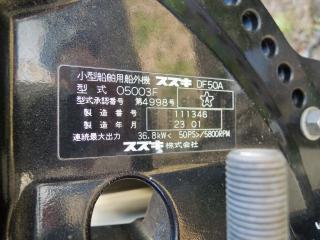 小型船舶用船外機 スズキ DF50A
型式 05003F
型式承認番号 第4998号
製造番号 111346
製造年月 23 01
連続最大出力 36.8kW< 50PS>/5800RPM
スズキ株式会社